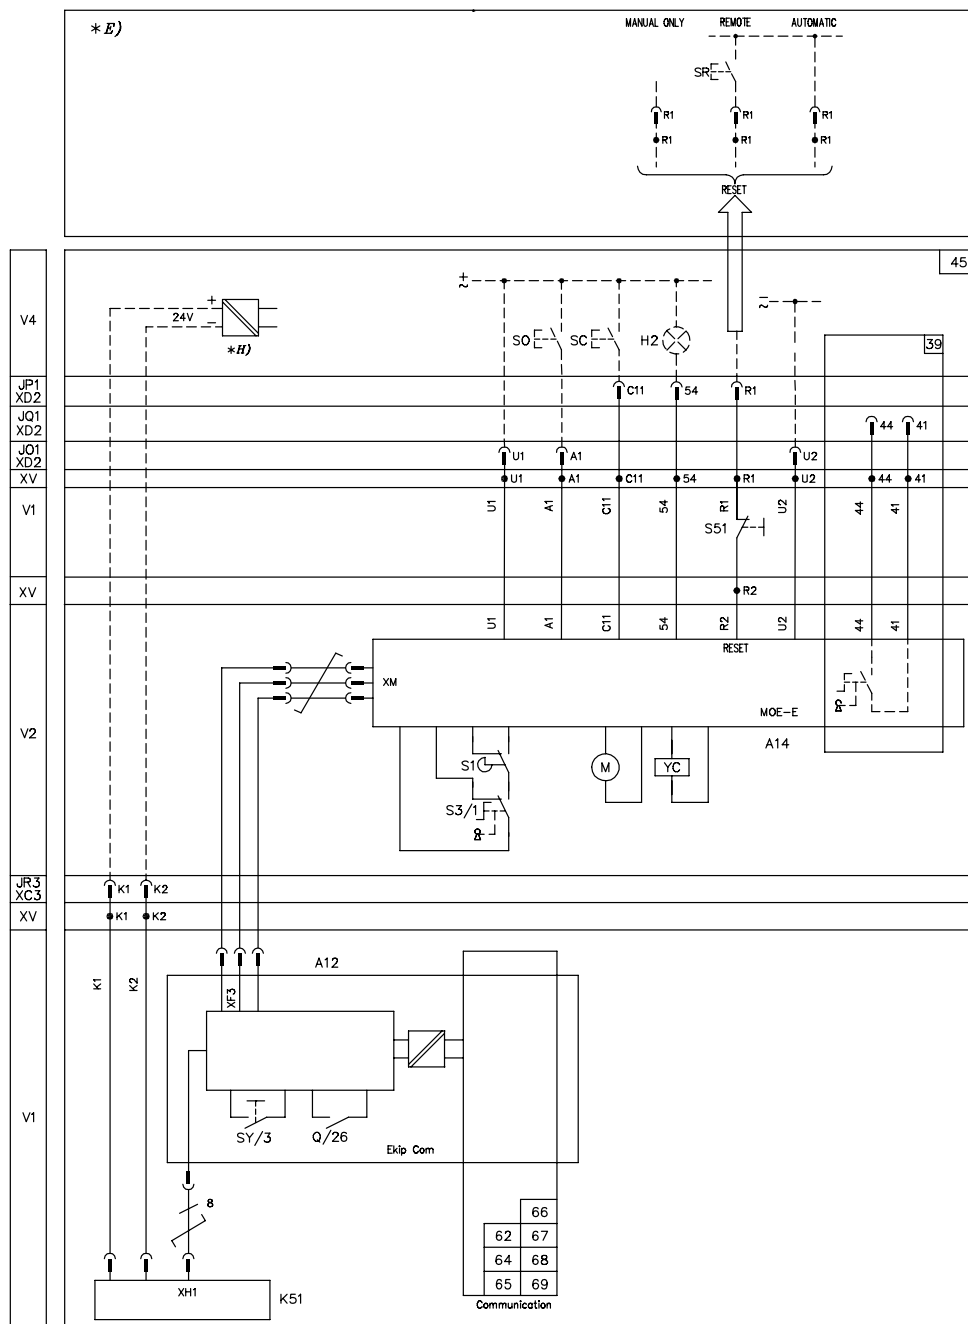 *E)
MANUAL ONLY REMOTE AUTOMATIC
SR
R1 R1 R1
R1 R1 R1
RESET
45
V4
+
24V
−
*H)
SO SC H2
39
JP1
XD2
C11 54 R1
JQ1
XD2
44 41
JO1
XD2
U1 A1 U2
XV
U1 A1 C11 54 R1 U2 44 41
V1
U1 A1 C11 54 R1 U2 44 41
S51
XV
R2
U1 A1 C11 54 R2 U2 44 41
RESET
XM
MOE-E
A14
V2
S1
M
YC
S3/1
JR3
XC3
K1 K2
XV
K1 K2
K1 K2
A12
XF3
V1
SY/3 Q/26
Ekip Com
8
66
62 67
64 68
65 69
Communication
XH1
K51